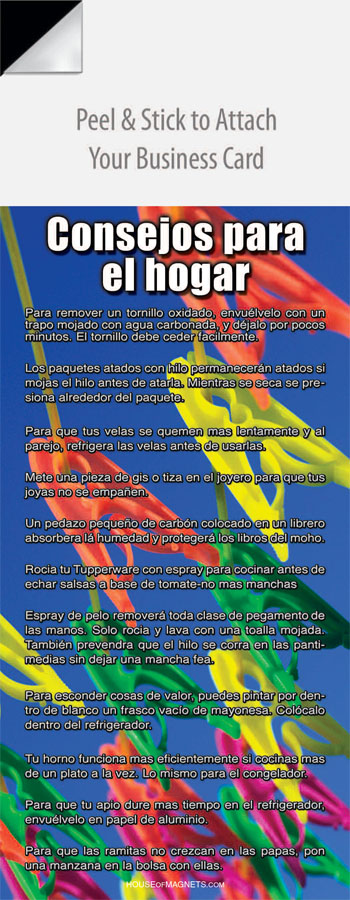 Peel & Stick to Attach
Your Business Card
Consejos para
el hogar
Para remover un tornillo oxidado, envuélvelo con un
trapo mojado con agua carbonada, y déjalo por pocos
minutos. El tornillo debe ceder facilmente.
Los paquetes atados con hilo permanecerán atados si
mojas el hilo antes de atarla. Mientras se seca se pre-
siona alrededor del paquete.
Para que tus velas se quemen mas lentamente y al
parejo, refrigera las velas antes de usarlas.
Mete una pieza de gis o tiza en el joyero para que tus
joyas no se empañen.
Un pedazo pequeño de carbón colocado en un librero
absorbera lá humedad y protegerá los libros del moho.
Rocia tu Tupperware con espray para cocinar antes de
echar salsas a base de tomate-no mas manchas
Espray de pelo removerá toda clase de pegamento de
las manos. Solo rocia y lava con una toalla mojada.
También prevendra que el hilo se corra en las panti-
medias sin dejar una mancha fea.
Para esconder cosas de valor, puedes pintar por den-
tro de blanco un frasco vacío de mayonesa. Colócalo
dentro del refrigerador.
Tu horno funciona mas eficientemente si cocinas mas
de un plato a la vez. Lo mismo para el congelador.
Para que tu apio dure mas tiempo en el refrigerador,
envuélvelo en papel de aluminio.
Para que las ramitas no crezcan en las papas, pon
una manzana en la bolsa con ellas.
HOUSEOFMAGNETS.COM